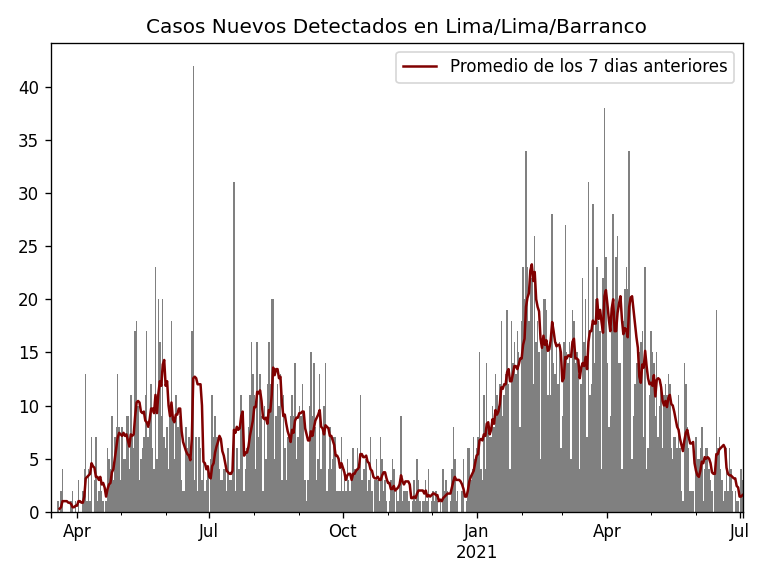 Casos Nuevos Detectados en Lima/Lima/Barranco
Promedio de los 7 dias anteriores
40
35
30
25
20
15
10
5
0
Apr
Jul
Oct
Jan
2021
Apr
Jul